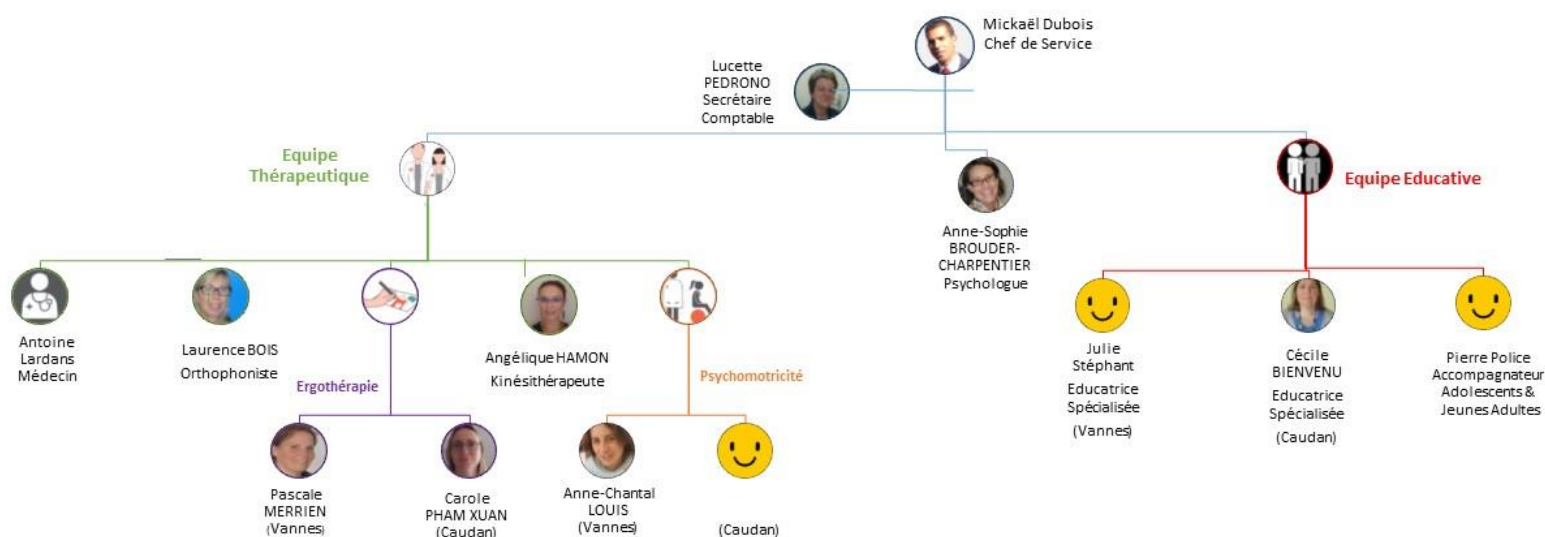 Mickaël Dubois
Chef de Service
Lucette
PEDRONO
Secrétaire
Comptable
Equipe
Thérapeutique
Anne-Sophie
BROUDER-
CHARPENTIER
Psychologue
Equipe Educative
Antoine
Lardans
Médecin
Laurence BOIS
Orthophoniste
Ergothérapie
Angélique HAMON
Kinésithérapeute
Psychomotricité
Julie
Stéphant
Educatrice
Spécialisée
(Vannes)
Cécile
BIENVENU
Educatrice
Spécialisée
(Caudan)
Pierre Police
Accompagnateur
Adolescents &
Jeunes Adultes
Pascale
MERRIEN
(Vannes)
Carole
PHAM XUAN
(Caudan)
Anne-Chantal
LOUIS
(Vannes)
(Caudan)